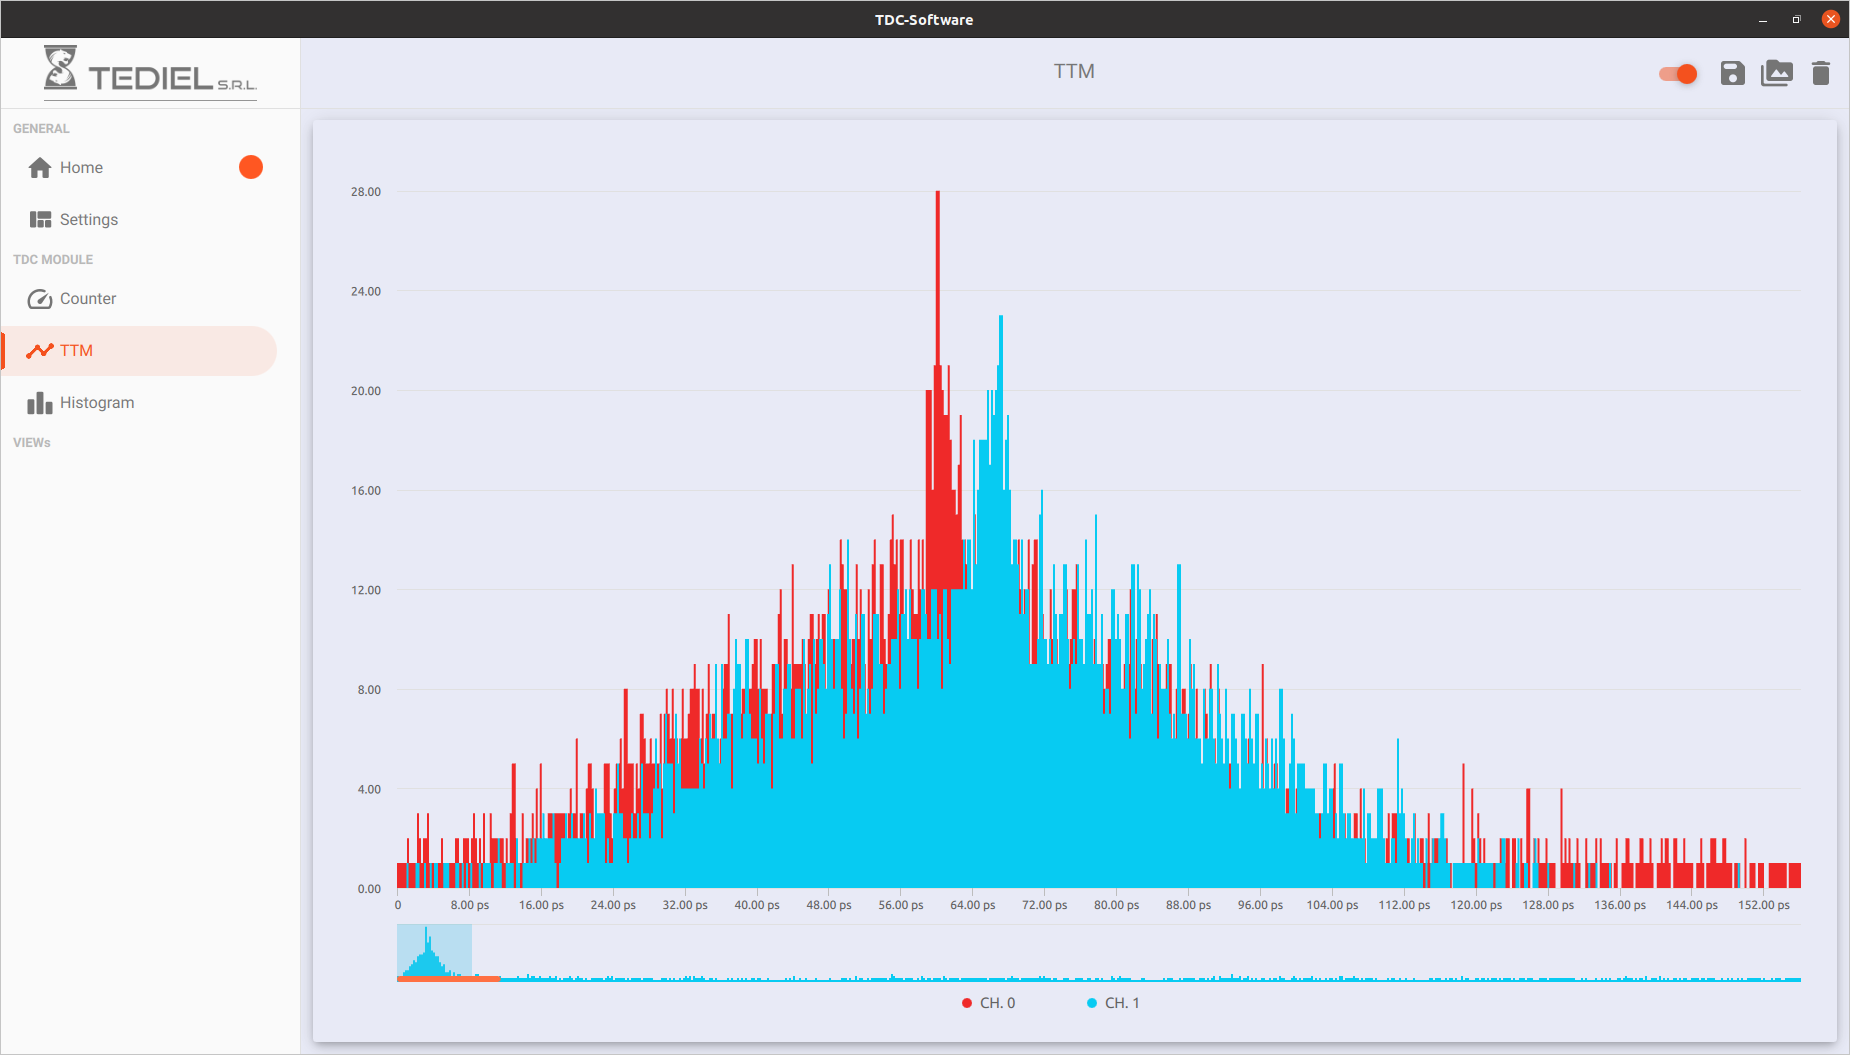 TDC-Software
TEDIEL S.R.L.
TTM
GENERAL
Home
Settings
TDC MODULE
Counter
TTM
Histogram
VIEWs
28.00
24.00
20.00
16.00
12.00
8.00
4.00
0.00
0 8.00 ps 16.00 ps 24.00 ps 32.00 ps 40.00 ps 48.00 ps 56.00 ps 64.00 ps 72.00 ps 80.00 ps 88.00 ps 96.00 ps 104.00 ps 112.00 ps 120.00 ps 128.00 ps 136.00 ps 144.00 ps 152.00 ps
CH. 0 CH. 1